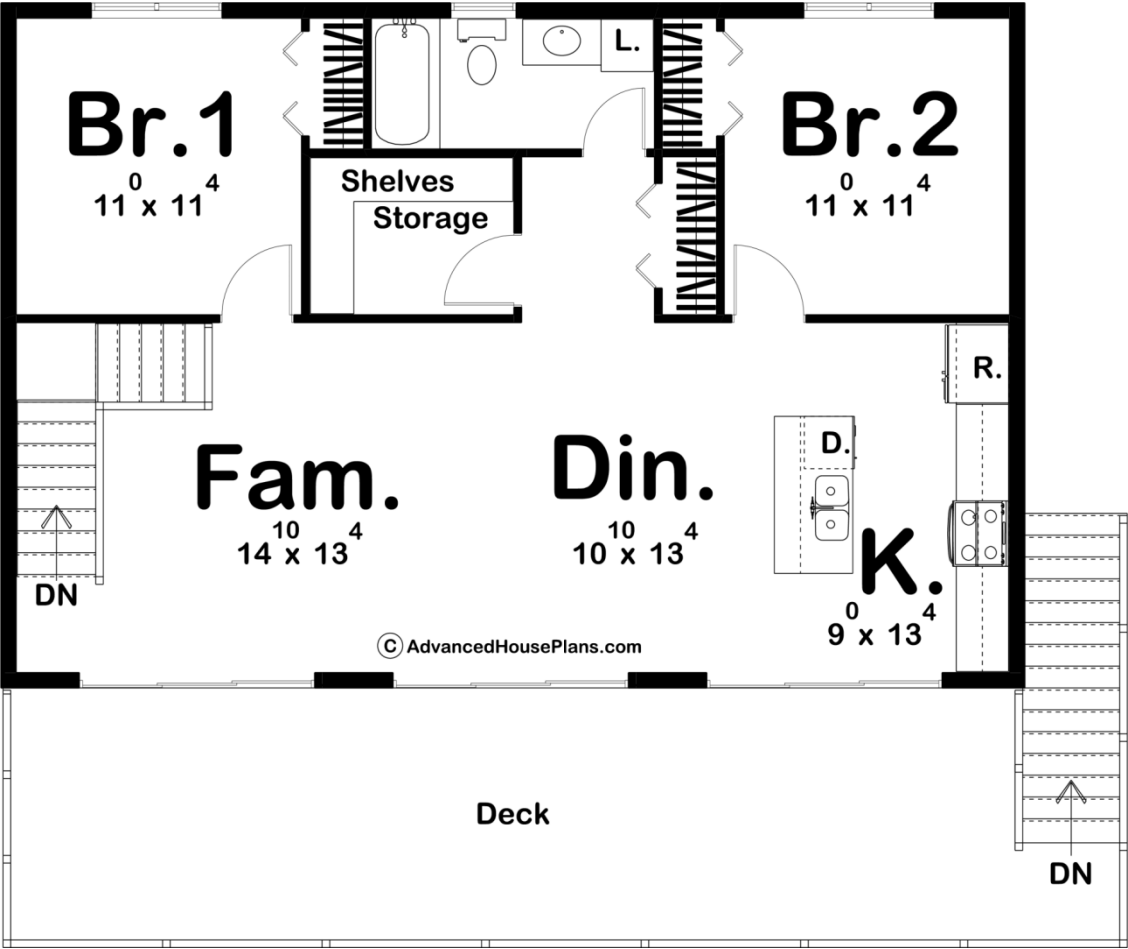 L.
Br.1
11⁰ x 11⁴
Br.2
11⁰ x 11⁴
Shelves
Storage
R.
D.
Fam.
14¹⁰ x 13⁴
Din.
10¹⁰ x 13⁴
K.
9⁰ x 13⁴
DN
© AdvancedHousePlans.com
Deck
DN